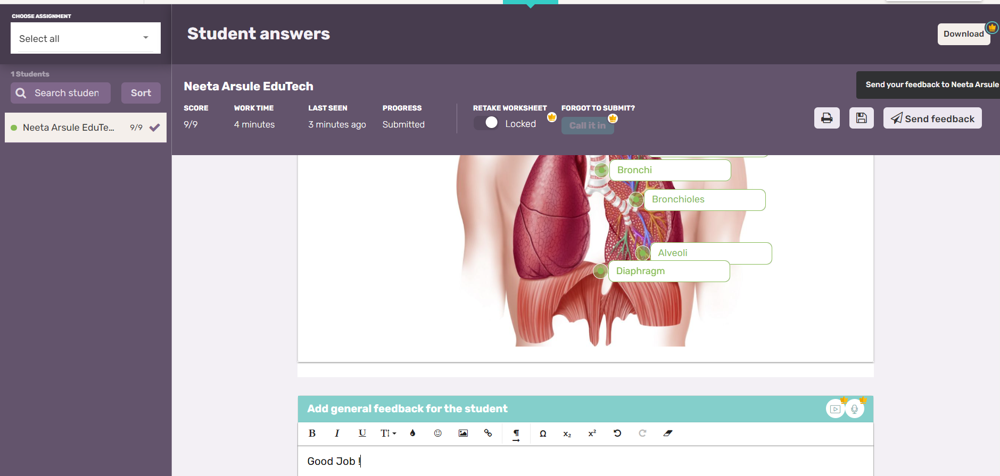 CHOOSE ASSIGNMENT
Select all
Student answers
Download
1 Students
Search studen
Sort
Neeta Arsule EduTe... 9/9
Neeta Arsule EduTech
Send your feedback to Neeta Arsule
SCORE WORK TIME LAST SEEN PROGRESS RETAKE WORKSHEET FORGOT TO SUBMIT?
9/9 4 minutes 3 minutes ago Submitted Locked Call it in
Send feedback
Bronchi
Bronchioles
Alveoli
Diaphragm
Add general feedback for the student
B I U T ¶ Ω x₂ x²
Good Job !